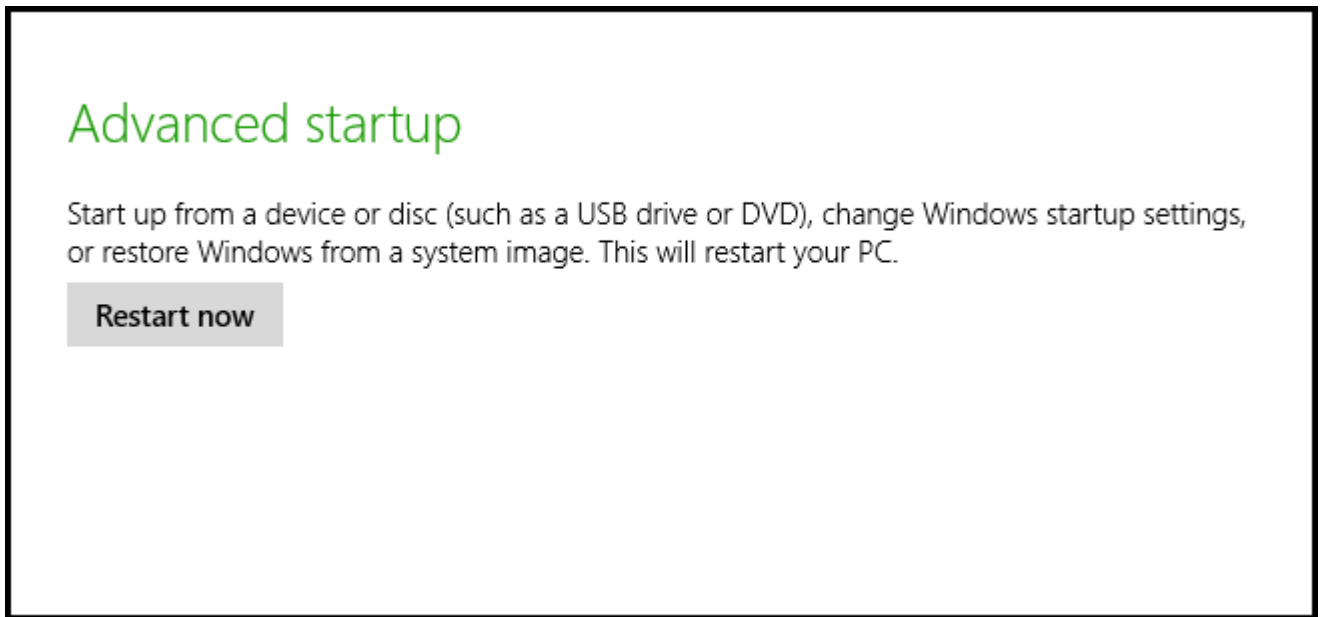 Advanced startup
Start up from a device or disc (such as a USB drive or DVD), change Windows startup settings,
or restore Windows from a system image. This will restart your PC.
Restart now